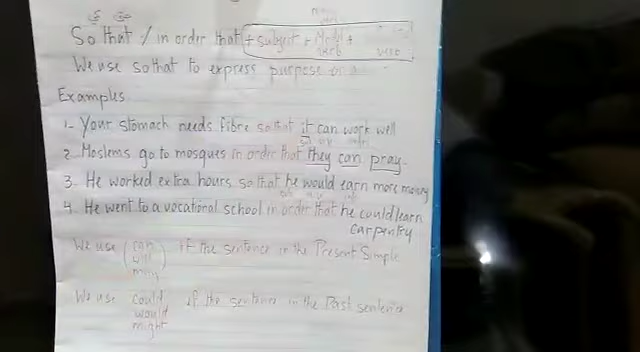 لكي حتى
So that / in order that + subject + Modal verb +
We use so that to express purpose or a
Examples
1- Your stomach needs fibre so that it can work well
2. Moslems go to mosques in order that they can pray.
3. He worked extra hours so that he would earn more money
4. He went to a vocational school in order that he could learn
carpentry
We use (can if the sentence in the Present Simple
will
may)
We use could if the sentence in the Past sentence
would
might